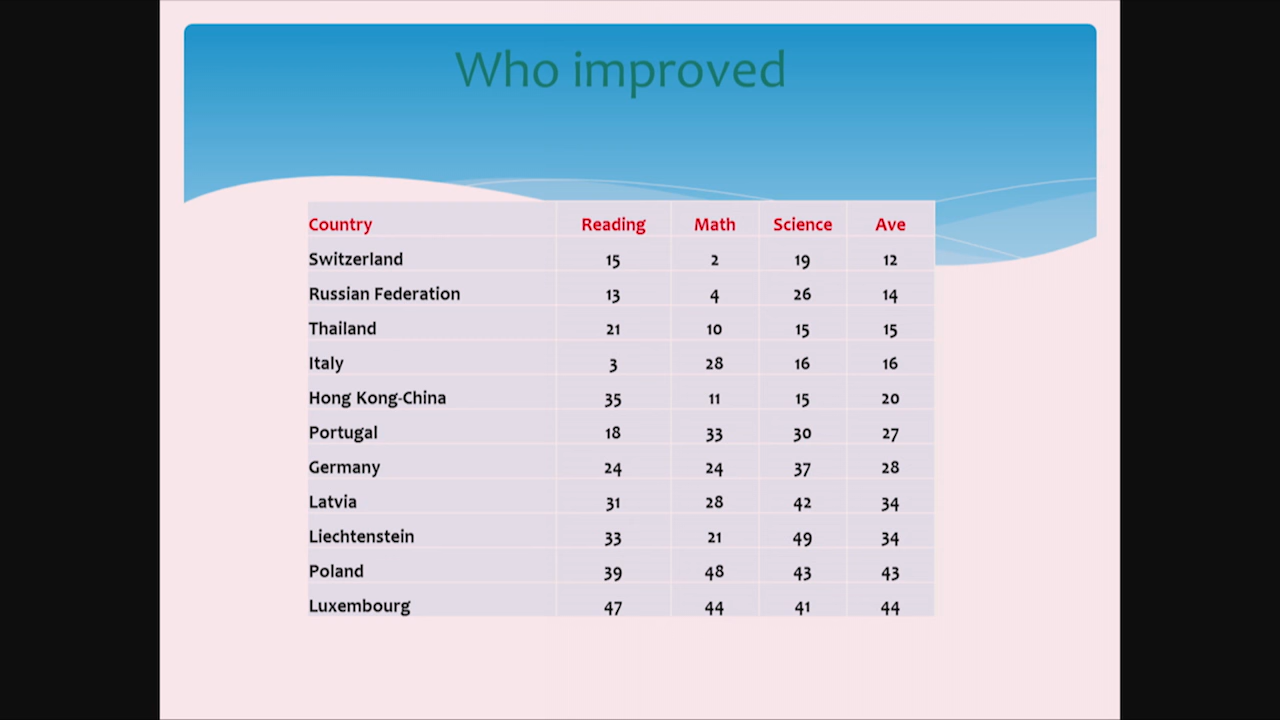 Who improved
Country Reading Math Science Ave
Switzerland 15 2 19 12
Russian Federation 13 4 26 14
Thailand 21 10 15 15
Italy 3 28 16 16
Hong Kong-China 35 11 15 20
Portugal 18 33 30 27
Germany 24 24 37 28
Latvia 31 28 42 34
Liechtenstein 33 21 49 34
Poland 39 48 43 43
Luxembourg 47 44 41 44